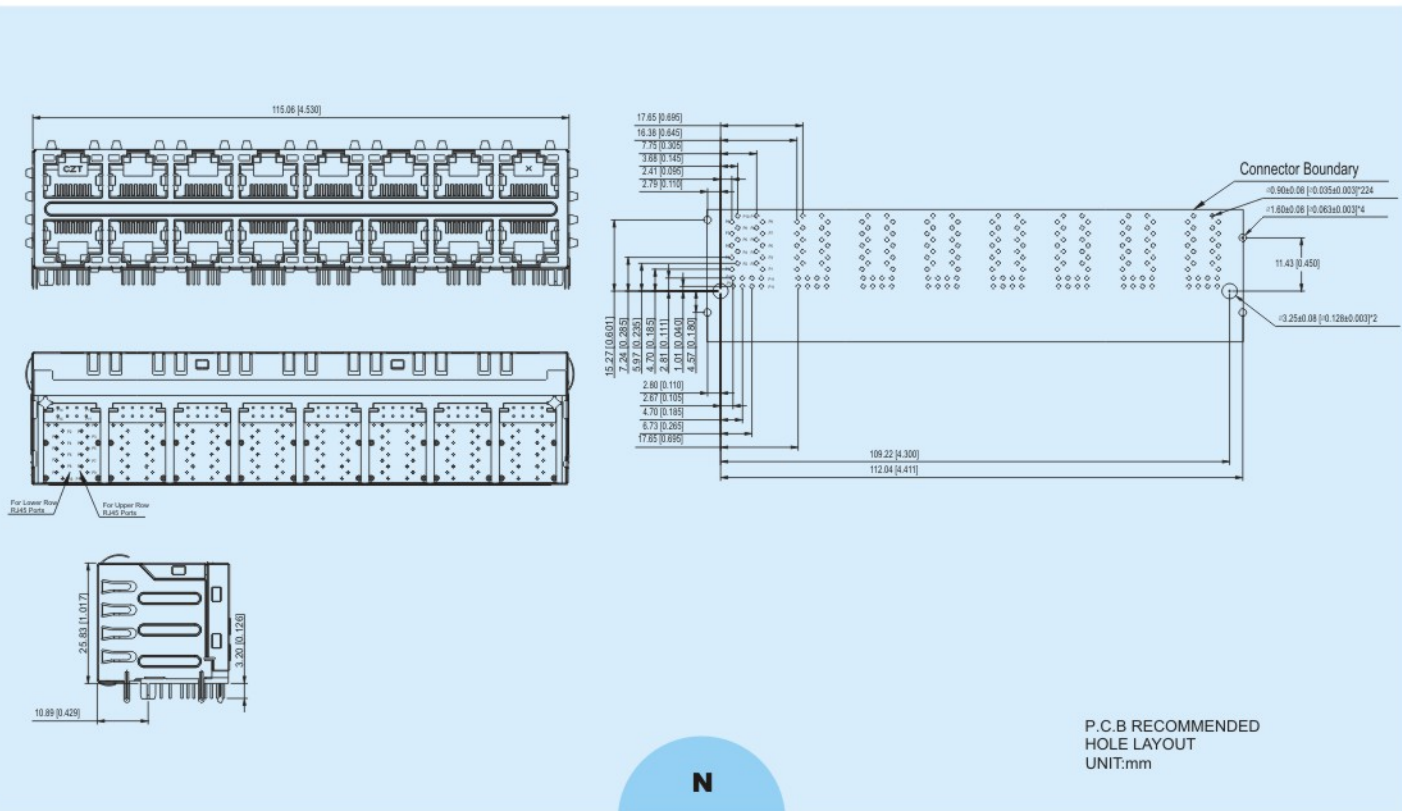 115.06 [4.530]
CZT
×
For Lower Row
RJ45 Ports
For Upper Row
RJ45 Ports
25.83 [1.017]
3.20 [0.126]
10.89 [0.429]
17.65 [0.695]
16.38 [0.645]
7.75 [0.305]
3.68 [0.145]
2.41 [0.095]
2.79 [0.110]
Connector Boundary
⌀0.90±0.08 [⌀0.035±0.003]*224
⌀1.60±0.08 [⌀0.063±0.003]*4
11.43 [0.450]
⌀3.25±0.08 [⌀0.128±0.003]*2
15.27 [0.601]
7.24 [0.285]
5.97 [0.235]
4.70 [0.185]
2.81 [0.111]
1.01 [0.040]
4.57 [0.180]
2.80 [0.110]
2.67 [0.105]
4.70 [0.185]
6.73 [0.265]
17.65 [0.695]
109.22 [4.300]
112.04 [4.411]
P.C.B RECOMMENDED
HOLE LAYOUT
UNIT:mm
N